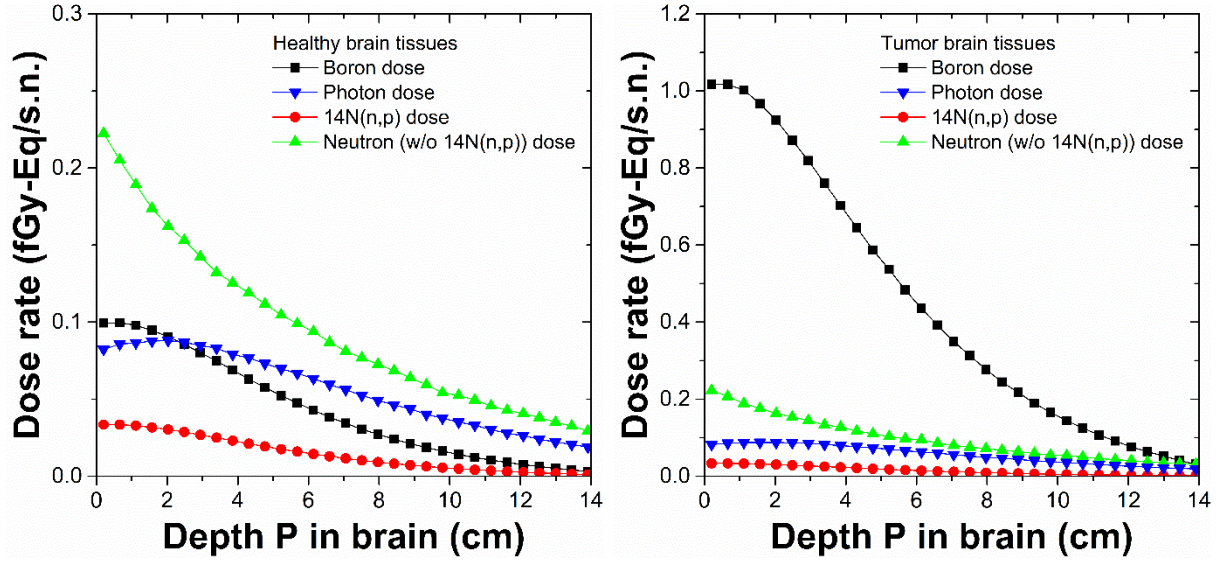 Dose rate (fGy-Eq/s.n.)
0.3
0.2
0.1
0.0
Healthy brain tissues
Boron dose
Photon dose
14N(n,p) dose
Neutron (w/o 14N(n,p)) dose
0 2 4 6 8 10 12 14
Depth P in brain (cm)
Dose rate (fGy-Eq/s.n.)
1.2
1.0
0.8
0.6
0.4
0.2
0.0
Tumor brain tissues
Boron dose
Photon dose
14N(n,p) dose
Neutron (w/o 14N(n,p)) dose
0 2 4 6 8 10 12 14
Depth P in brain (cm)